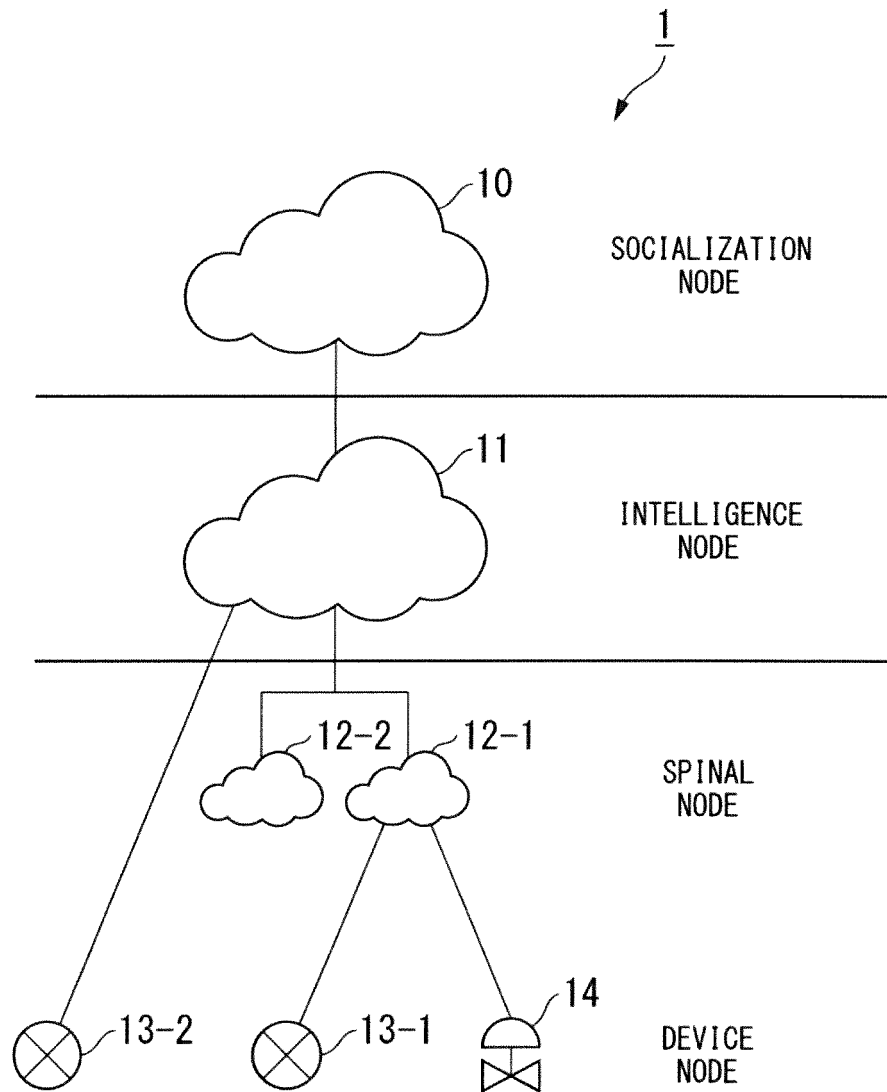 1
10
SOCIALIZATION
NODE
11
INTELLIGENCE
NODE
12-2
12-1
SPINAL
NODE
13-2
13-1
14
DEVICE
NODE